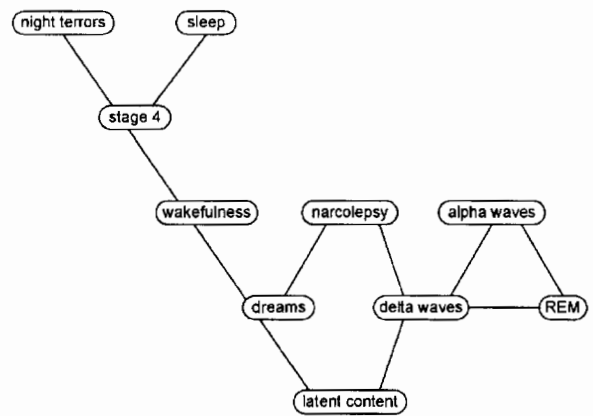 night terrors
sleep
stage 4
wakefulness
narcolepsy
alpha waves
dreams
delta waves
REM
latent content